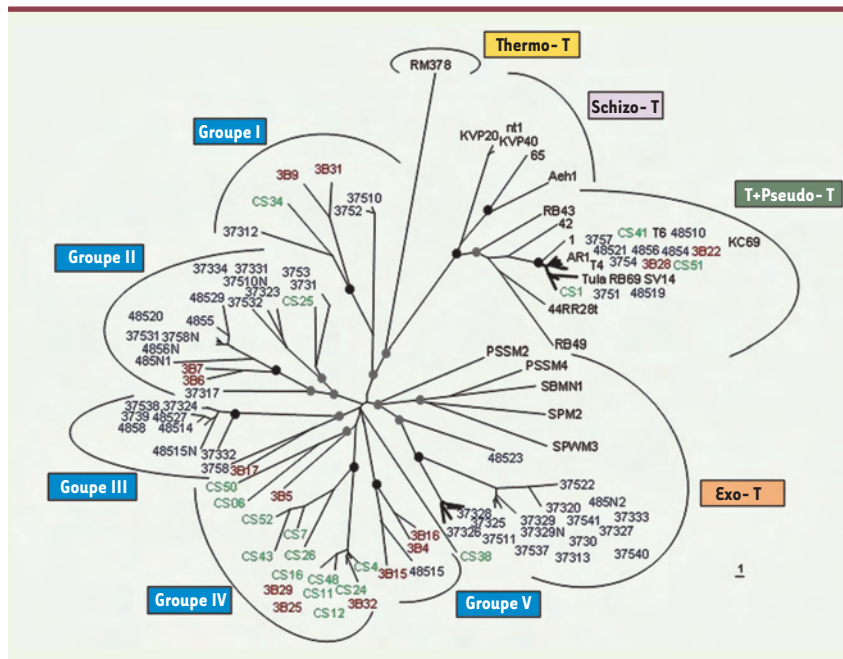 Thermo-T
RM378
Schizo-T
nt1
KVP20
KVP40
65
Aeh1
Groupe I
3B9
3B31
CS34
37510
3752
37312
T+Pseudo-T
RB43
42
1
3757
CS41 T6 48510
48521 4856 4854 3B22
KC69
AR1
T4
3754 3B28 CS51
Tula RB69 SV14
CS1
3751 48519
44RR28t
RB49
Groupe II
37334 37331
3753
37510N
3731
37323
48529
37532
CS25
48520
4855
37531 3758N
4856N
485N1
3B7
3B6
37317
Goupe III
37538 37324
3739 48527
4858 48514
48515N 37332
3758 3B17
CS50
CS06
3B5
CS52
CS7
CS43
CS26
CS16
CS48
CS4
3B29
CS11
CS24
3B25
3B32
CS12
Groupe IV
3B16
3B4
3B15
48515
CS38
Groupe V
PSSM2
PSSM4
SBMN1
SPM2
SPWM3
Exo-T
48523
37522
485N2
37320
37328
37329
37541
37333
37325
37326
37329N
37327
37511
3730
37537
37313
37540
1